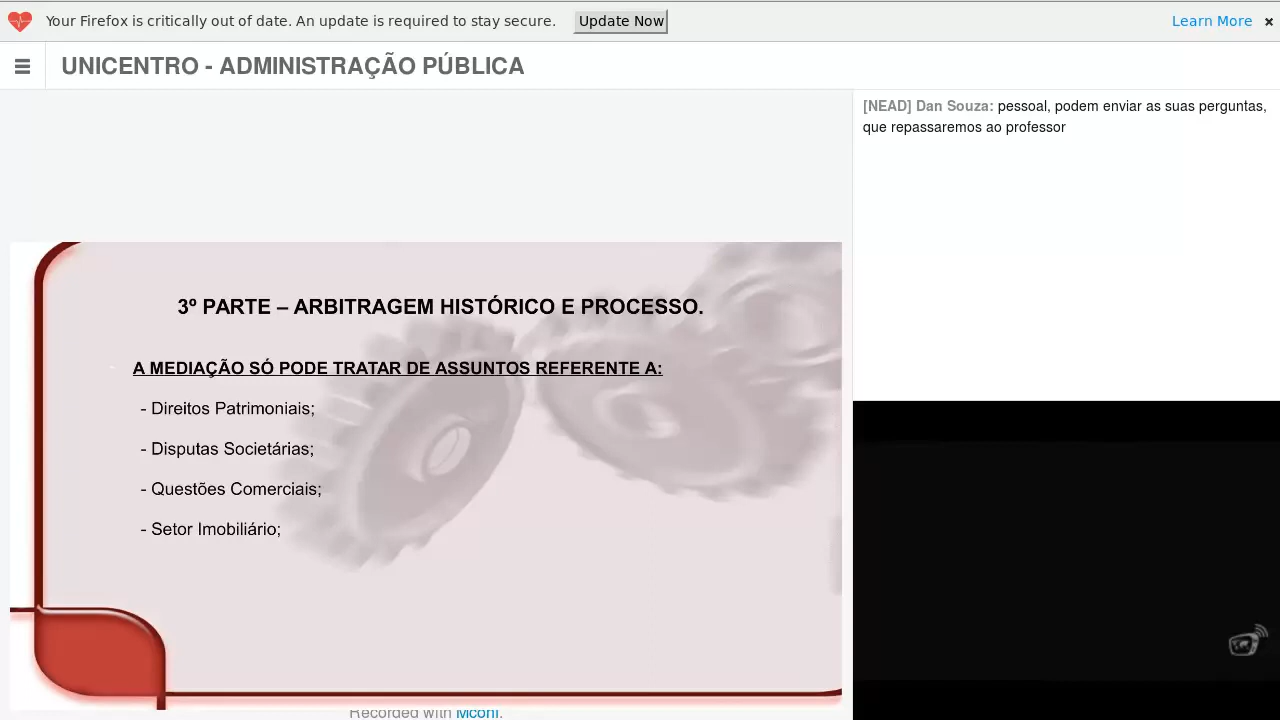 Your Firefox is critically out of date. An update is required to stay secure. Update Now Learn More ×
UNICENTRO - ADMINISTRAÇÃO PÚBLICA
[NEAD] Dan Souza: pessoal, podem enviar as suas perguntas,
que repassaremos ao professor
3º PARTE – ARBITRAGEM HISTÓRICO E PROCESSO.
A MEDIAÇÃO SÓ PODE TRATAR DE ASSUNTOS REFERENTE A:
- Direitos Patrimoniais;
- Disputas Societárias;
- Questões Comerciais;
- Setor Imobiliário;
Recorded with Mconf.